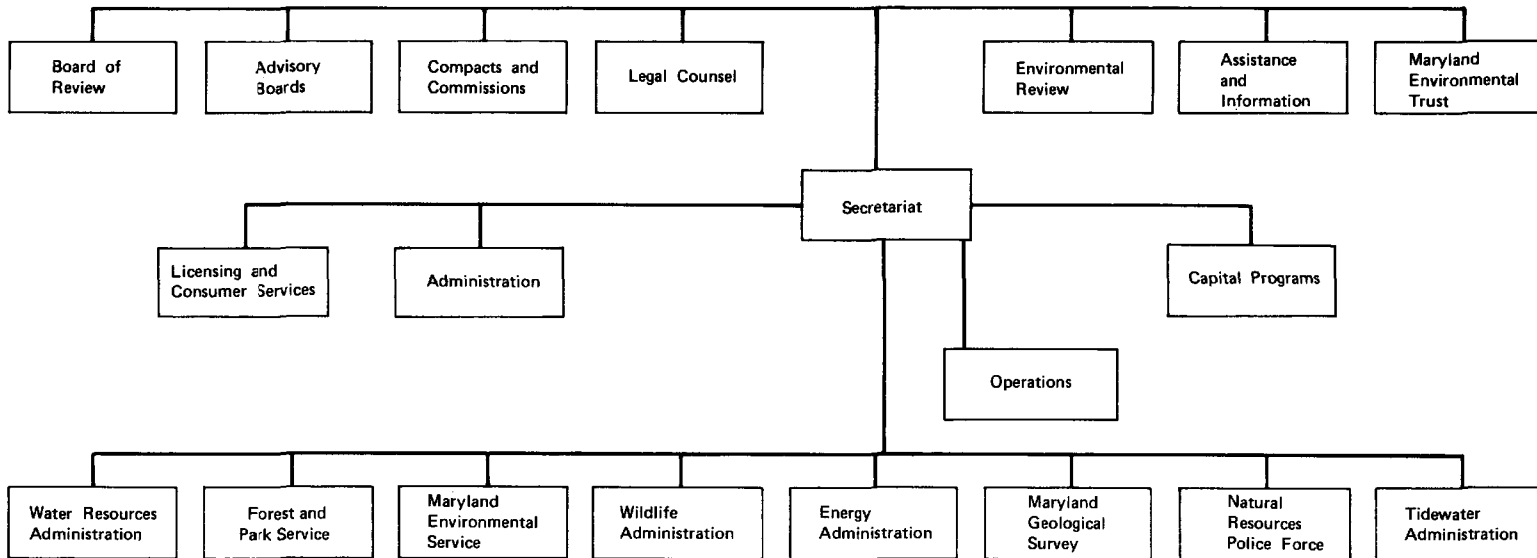 Board of
Review
Advisory
Boards
Compacts and
Commissions
Legal Counsel
Environmental
Review
Assistance
and
Information
Maryland
Environmental
Trust
Secretariat
Licensing and
Consumer Services
Administration
Capital Programs
Operations
Water Resources
Administration
Forest and
Park Service
Maryland
Environmental
Service
Wildlife
Administration
Energy
Administration
Maryland
Geological
Survey
Natural
Resources
Police Force
Tidewater
Administration